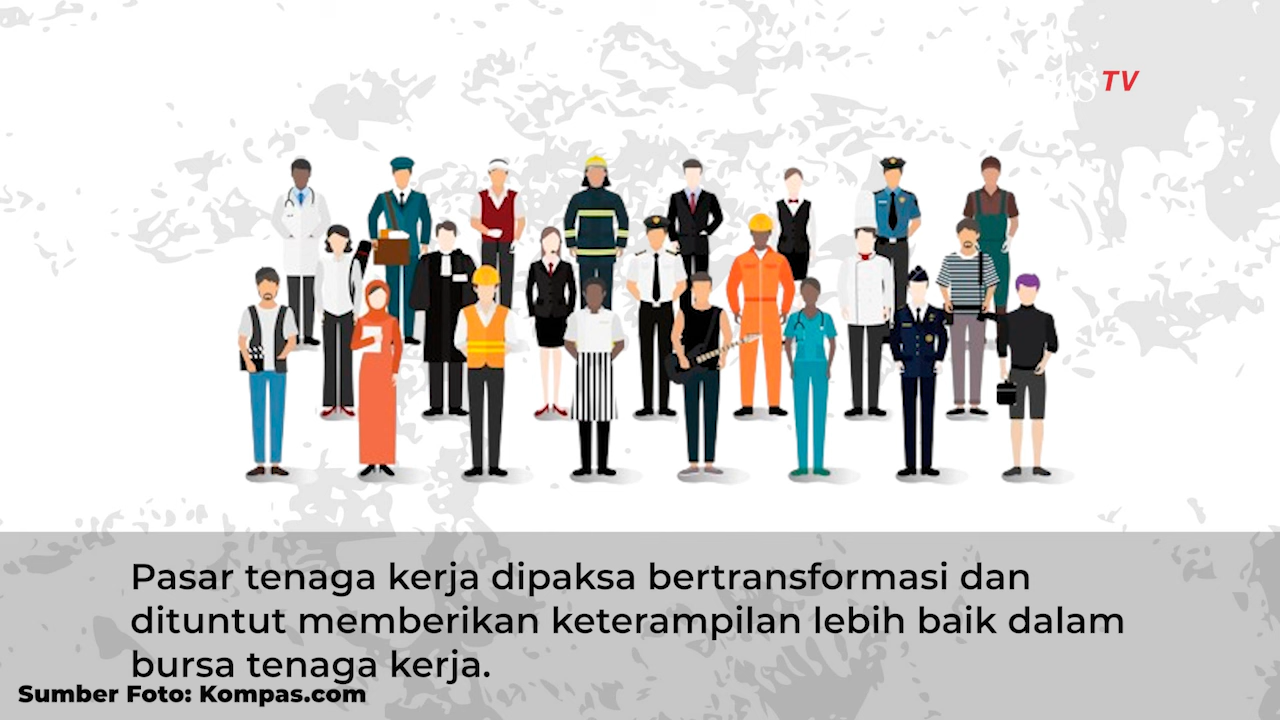 TV
Pasar tenaga kerja dipaksa bertransformasi dan
dituntut memberikan keterampilan lebih baik dalam
bursa tenaga kerja.
Sumber Foto: Kompas.com